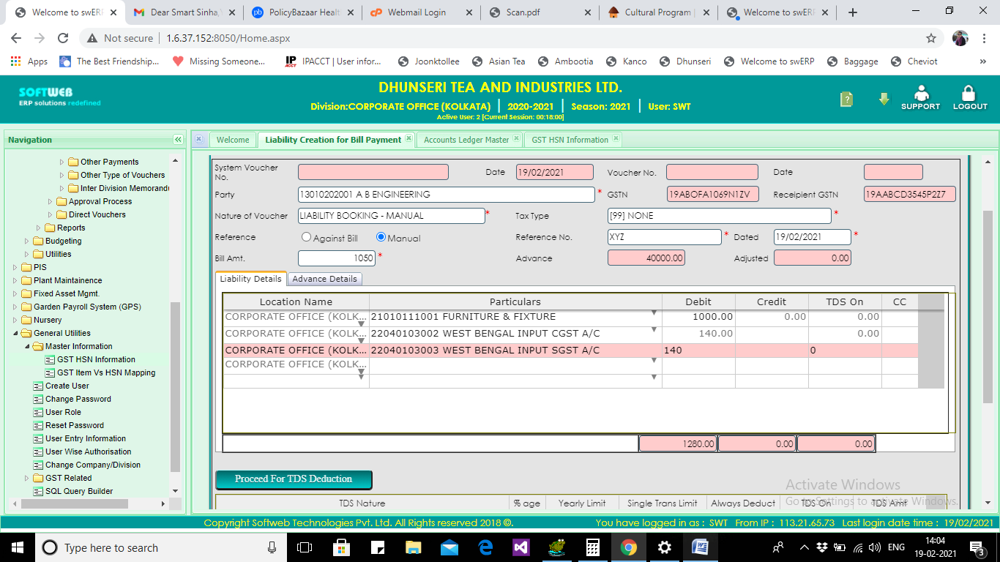 Welcome to swERP
Dear Smart Sinha,
PolicyBazaar Healt
Webmail Login
Scan.pdf
Cultural Program |
Welcome to swERP
Not secure | 1.6.37.152:8050/Home.aspx
Apps
The Best Friendship...
Missing Someone...
IPACCT | User infor...
Joonktollee
Asian Tea
Ambootia
Kanco
Dhunseri
Welcome to swERP
Baggage
Cheviot
»
SOFTWEB
ERP solutions redefined
DHUNSERI TEA AND INDUSTRIES LTD.
Division:CORPORATE OFFICE (KOLKATA) | 2020-2021 | Season: 2021 | User: SWT
Active User: 2 [Current Session: 00:18:00]
SUPPORT
LOGOUT
Navigation
Other Payments
Other Type of Vouchers
Inter Division Memorand
Approval Process
Direct Vouchers
Reports
Budgeting
Utilities
PIS
Plant Maintainence
Fixed Asset Mgmt.
Garden Payroll System (GPS)
Nursery
General Utilities
Master Information
GST HSN Information
GST Item Vs HSN Mapping
Create User
Change Password
User Role
Reset Password
User Entry Information
User Wise Authorisation
Change Company/Division
GST Related
SQL Query Builder
Welcome
Liability Creation for Bill Payment
Accounts Ledger Master
GST HSN Information
System Voucher No.
Date 19/02/2021
Voucher No.
Date
Party 13010202001 A B ENGINEERING *
GSTN 19ABOFA1069N1ZV
Receipient GSTN 19AABCD3545P2Z7
Nature of Voucher LIABILITY BOOKING - MANUAL *
Tax Type [99] NONE *
Reference Against Bill Manual
Reference No. XYZ *
Dated 19/02/2021 *
Bill Amt. 1050 *
Advance 40000.00
Adjusted 0.00
Liability Details
Advance Details
Location Name Particulars Debit Credit TDS On CC
CORPORATE OFFICE (KOLK... 21010111001 FURNITURE & FIXTURE 1000.00 0.00 0.00
CORPORATE OFFICE (KOLK... 22040103002 WEST BENGAL INPUT CGST A/C 140.00 0.00
CORPORATE OFFICE (KOLK... 22040103003 WEST BENGAL INPUT SGST A/C 140 0
CORPORATE OFFICE (KOLK...
1280.00 0.00 0.00
Proceed For TDS Deduction
TDS Nature % age Yearly Limit Single Trans Limit Always Deduct TDS On TDS Amt
Activate Windows
Go to Settings to activate Windows.
Copyright Softweb Technologies Pvt. Ltd. All Rights reserved 2018 ©.
You have logged in as : SWT From IP : 113.21.65.73 Last login date time : 19/02/2021
Type here to search
ENG
14:04
19-02-2021
3